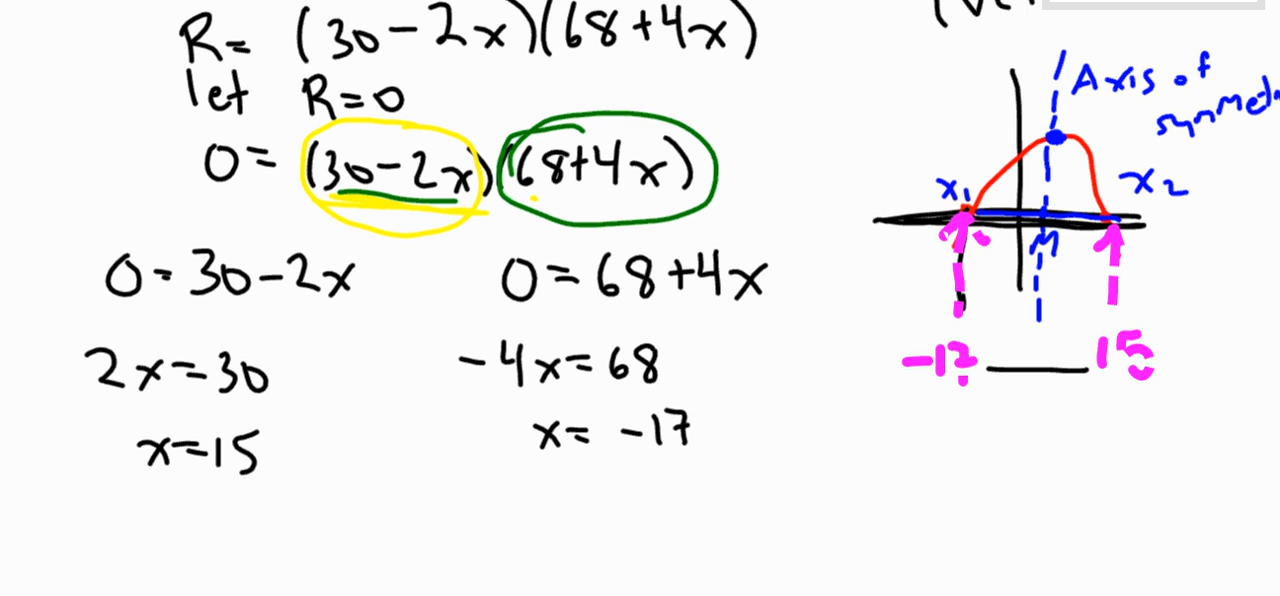 R= (30-2x)(68+4x)
let R=0
0= (30-2x)(68+4x)
0=30-2x
2x=30
x=15
0=68+4x
-4x=68
x= -17
Axis of
x₁
x₂
M
15